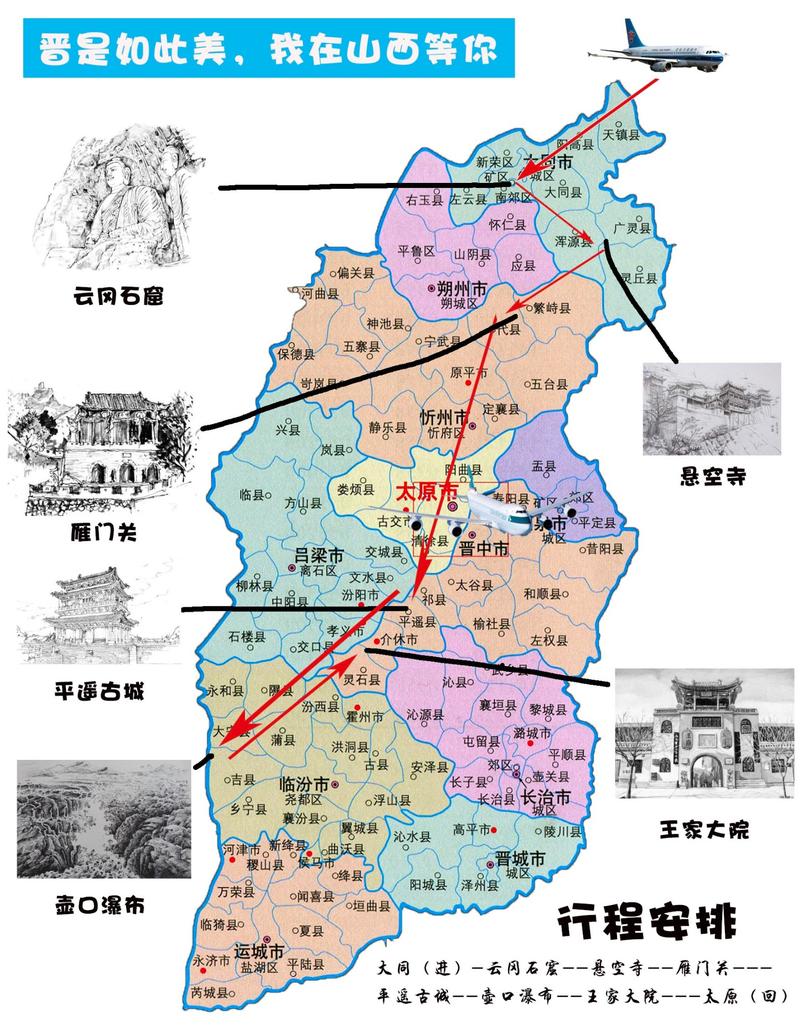 晋是如此美，我在山西等你
天镇县
阳高县
新荣区
大同市
矿区
城区
大同县
右玉县
左云县
南郊区
怀仁县
广灵县
浑源县
平鲁区
山阴县
应县
灵丘县
云冈石窟
偏关县
河曲县
朔州市
朔城区
繁峙县
神池县
代县
五寨县
宁武县
保德县
原平市
岢岚县
五台县
定襄县
忻州市
忻府区
静乐县
兴县
岚县
悬空寺
雁门关
阳曲县
盂县
娄烦县
太原市
寿阳县
矿区
郊区
临县
方山县
古交市
泉市
平定县
城区
清徐县
晋中市
昔阳县
吕梁市
离石区
交城县
文水县
柳林县
中阳县
汾阳市
太谷县
和顺县
祁县
平遥县
榆社县
左权县
石楼县
孝义市
交口县
介休市
平遥古城
灵石县
武乡县
沁县
永和县
隰县
汾西县
霍州市
沁源县
襄垣县
黎城县
大宁县
蒲县
洪洞县
古县
屯留县
潞城市
平顺县
吉县
安泽县
郊区
壶关县
临汾市
尧都区
浮山县
长子县
长治县
长治市
城区
乡宁县
襄汾县
王家大院
翼城县
曲沃县
沁水县
高平市
陵川县
河津市
新绛县
侯马市
稷山县
绛县
晋城市
城区
阳城县
泽州县
壶口瀑布
万荣县
闻喜县
垣曲县
临猗县
夏县
运城市
盐湖区
永济市
平陆县
芮城县
行程安排
大同（进）—云冈石窟——悬空寺——雁门关———
平遥古城——壶口瀑布——王家大院———太原（回）